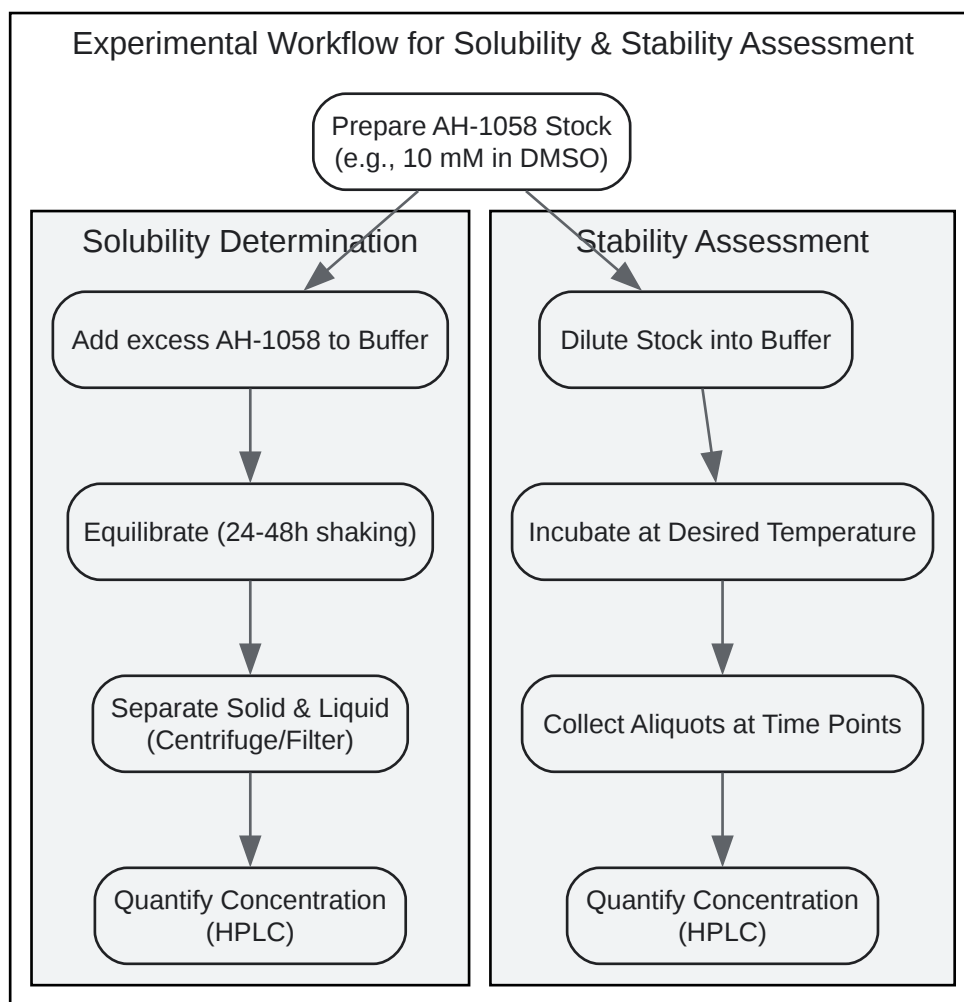 Experimental Workflow for Solubility & Stability Assessment
Prepare AH-1058 Stock
(e.g., 10 mM in DMSO)
Solubility Determination
Add excess AH-1058 to Buffer
Equilibrate (24-48h shaking)
Separate Solid & Liquid
(Centrifuge/Filter)
Quantify Concentration
(HPLC)
Stability Assessment
Dilute Stock into Buffer
Incubate at Desired Temperature
Collect Aliquots at Time Points
Quantify Concentration
(HPLC)